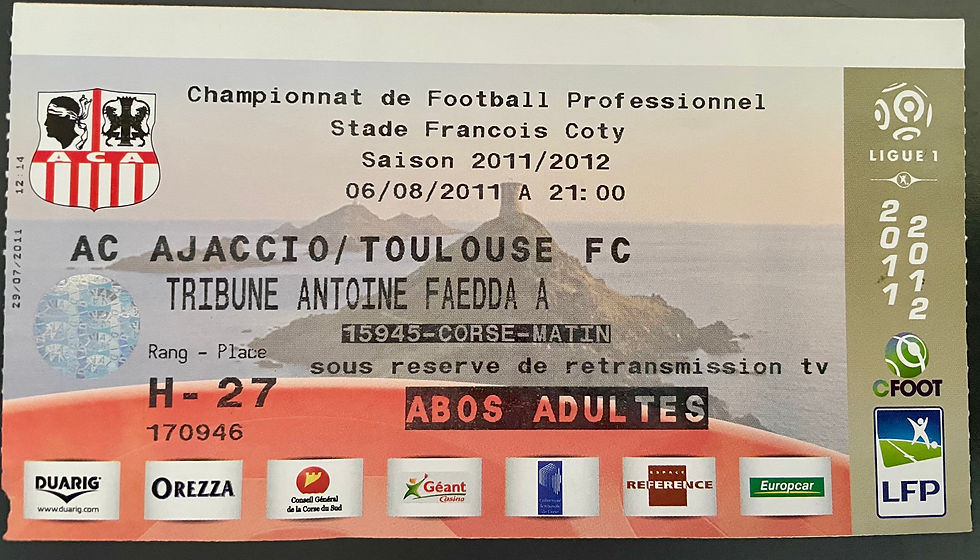 Championnat de Football Professionnel
Stade Francois Coty
Saison 2011/2012
06/08/2011 A 21:00
ACA
12:14
29/07/2011
AC AJACCIO/TOULOUSE FC
TRIBUNE ANTOINE FAEDDA A
15945-CORSE-MATIN
Rang - Place
sous reserve de retransmission tv
H- 27
ABOS ADULTES
170946
DUARIG
www.duarig.com
OREZZA
Conseil Général
de la Corse du Sud
Géant
Casino
ESPACE
REFERENCE
Europcar
LIGUE 1
2011
2012
CFOOT
LFP